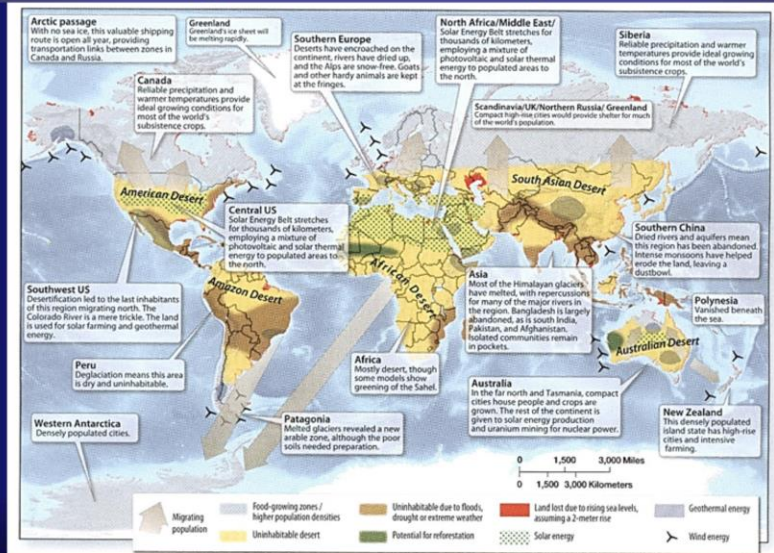 Arctic passage
With no sea ice, this valuable shipping
route is open all year, providing
transportation links between zones in
Canada and Russia.
Greenland
Greenland's ice sheet will
be melting rapidly.
Southern Europe
Deserts have encroached on the
continent, rivers have dried up,
and the Alps are snow-free. Goats
and other hardy animals are kept
at the fringes.
North Africa/Middle East/
Solar Energy Belt stretches for
thousands of kilometers,
employing a mixture of
photovoltaic and solar thermal
energy to populated areas to
the north.
Siberia
Reliable precipitation and warmer
temperatures provide ideal growing
conditions for most of the world's
subsistence crops.
Canada
Reliable precipitation and
warmer temperatures provide
ideal growing conditions for
most of the world's
subsistence crops.
Scandinavia/UK/Northern Russia/ Greenland
Compact high-rise cities would provide shelter for much
of the world's population.
American Desert
South Asian Desert
Central US
Solar Energy Belt stretches
for thousands of kilometers,
employing a mixture of
photovoltaic and solar thermal
energy to populated areas to
the north.
Southern China
Dried rivers and aquifers mean
this region has been abandoned.
Intense monsoons have helped
erode the land, leaving a
dustbowl.
African Desert
Asia
Most of the Himalayan glaciers
have melted, with repercussions
for many of the major rivers in
the region. Bangladesh is largely
abandoned, as is south India,
Pakistan, and Afghanistan.
Isolated communities remain
in pockets.
Southwest US
Desertification led to the last inhabitants
of this region migrating north. The
Colorado River is a mere trickle. The land
is used for solar farming and geothermal
energy.
Amazon Desert
Polynesia
Vanished beneath
the sea.
Australian Desert
Peru
Deglaciation means this area
is dry and uninhabitable.
Africa
Mostly desert, though
some models show
greening of the Sahel.
Australia
In the far north and Tasmania, compact
cities house people and crops are
grown. The rest of the continent is
given to solar energy production
and uranium mining for nuclear power.
New Zealand
This densely populated
island state has high-rise
cities and intensive
farming.
Western Antarctica
Densely populated cities.
Patagonia
Melted glaciers revealed a new
arable zone, although the poor
soils needed preparation.
0 1,500 3,000 Miles
0 1,500 3,000 Kilometers
Migrating
population
Food-growing zones /
higher population densities
Uninhabitable desert
Uninhabitable due to floods,
drought or extreme weather
Potential for reforestation
Land lost due to rising sea levels,
assuming a 2-meter rise
Solar energy
Geothermal energy
Wind energy